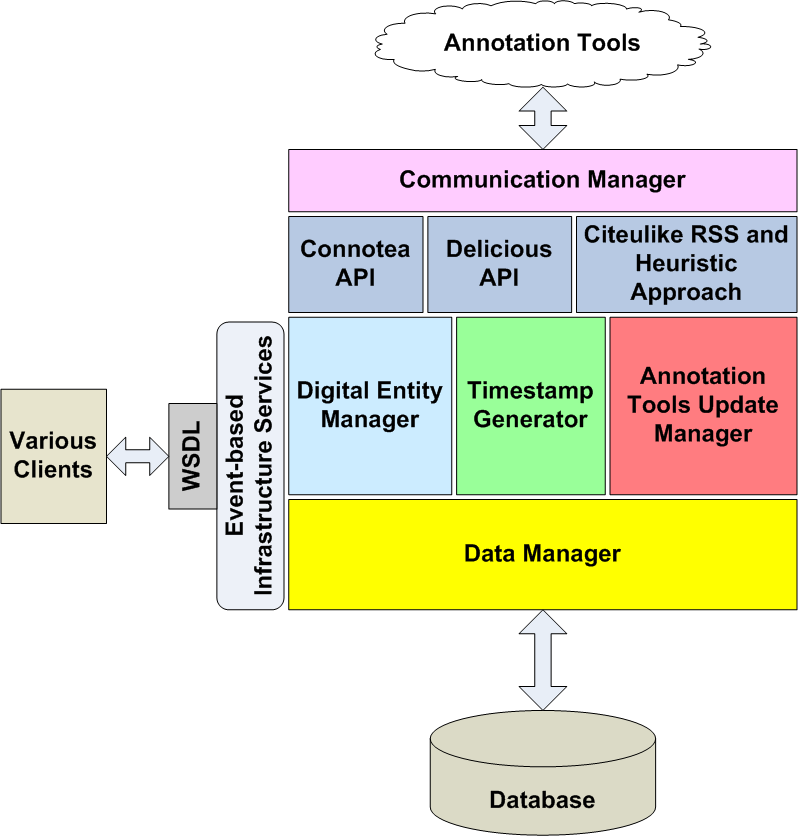 Annotation Tools
Communication Manager
Connotea
API
Delicious
API
Citeulike RSS and
Heuristic
Approach
Digital Entity
Manager
Timestamp
Generator
Annotation
Tools Update
Manager
Various
Clients
WSDL
Event-based
Infrastructure Services
Data Manager
Database